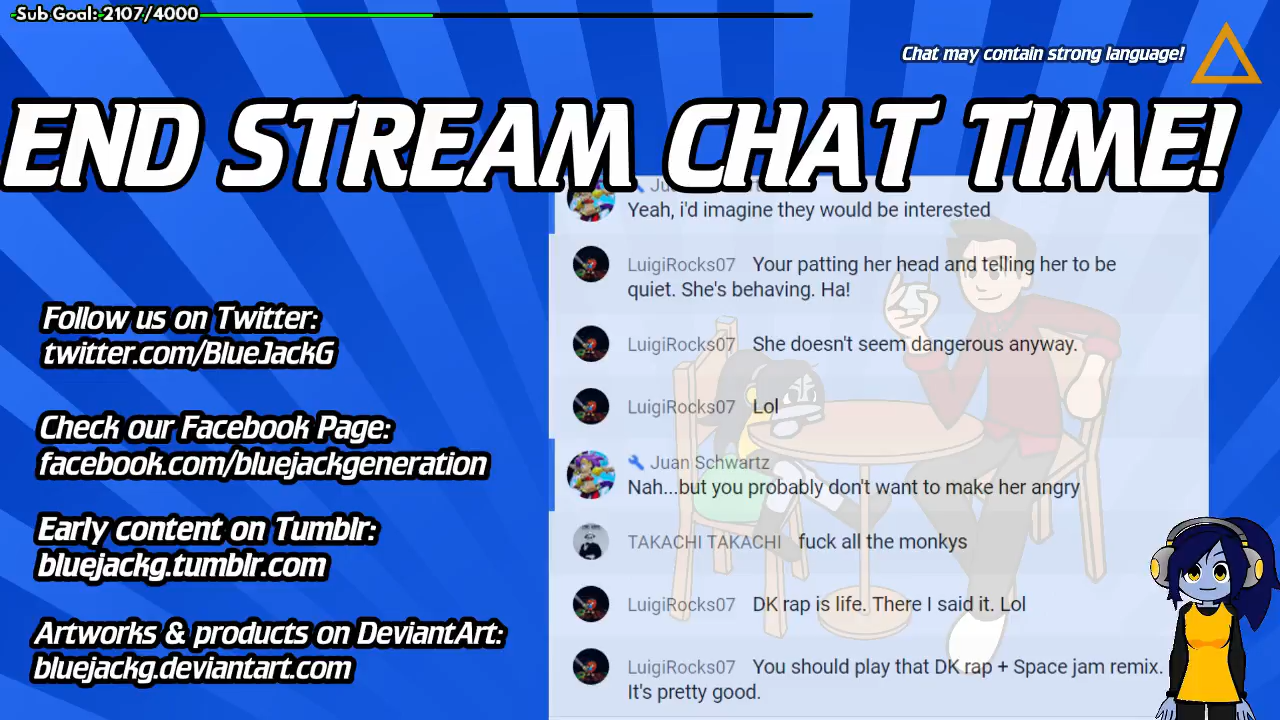 Sub Goal: 2107/4000
Chat may contain strong language!
END STREAM CHAT TIME!
Follow us on Twitter:
twitter.com/BlueJackG
Check our Facebook Page:
facebook.com/bluejackgeneration
Early content on Tumblr:
bluejackg.tumblr.com
Artworks & products on DeviantArt:
bluejackg.deviantart.com
Yeah, i'd imagine they would be interested
LuigiRocks07 Your patting her head and telling her to be
quiet. She's behaving. Ha!
LuigiRocks07 She doesn't seem dangerous anyway.
LuigiRocks07 Lol
Juan Schwartz
Nah...but you probably don't want to make her angry
TAKACHI TAKACHI fuck all the monkys
LuigiRocks07 DK rap is life. There I said it. Lol
LuigiRocks07 You should play that DK rap + Space jam remix.
It's pretty good.